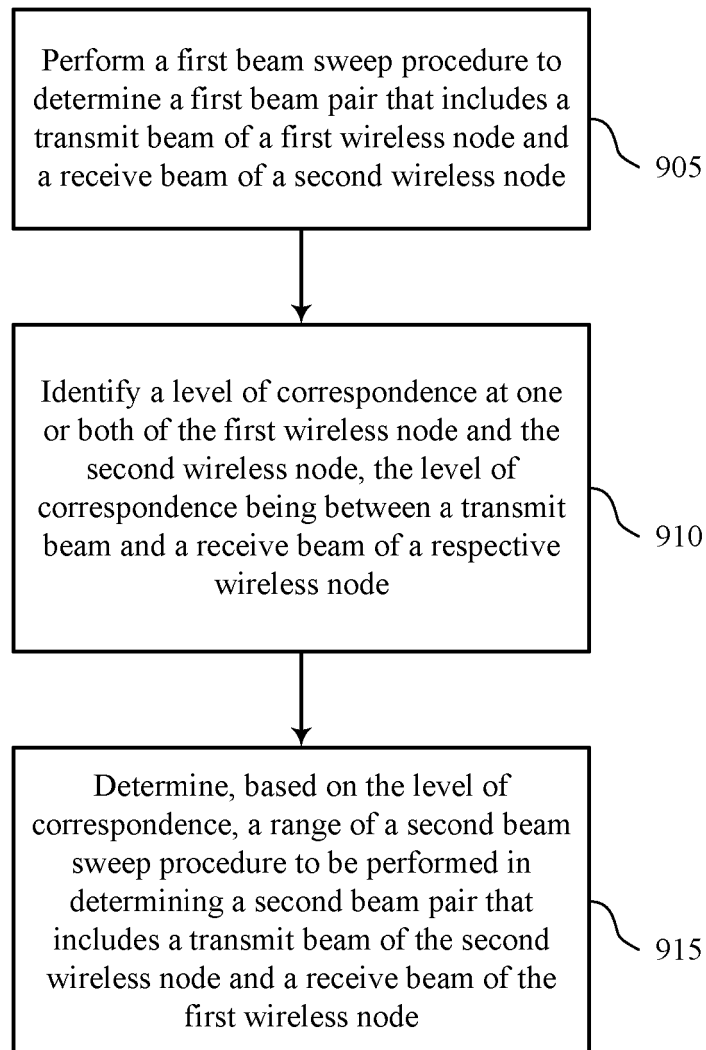 Perform a first beam sweep procedure to
determine a first beam pair that includes a
transmit beam of a first wireless node and
a receive beam of a second wireless node
905
Identify a level of correspondence at one
or both of the first wireless node and the
second wireless node, the level of
correspondence being between a transmit
beam and a receive beam of a respective
wireless node
910
Determine, based on the level of
correspondence, a range of a second beam
sweep procedure to be performed in
determining a second beam pair that
includes a transmit beam of the second
wireless node and a receive beam of the
first wireless node
915